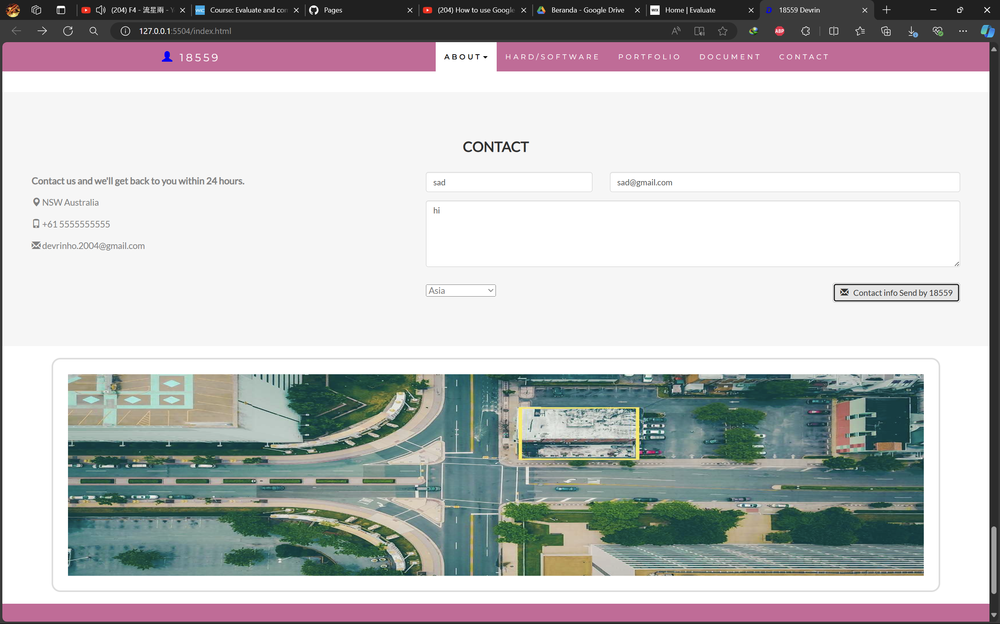 (204) F4 - 流星雨 - Y
Course: Evaluate and con
Pages
(204) How to use Google
Beranda - Google Drive
WIX Home | Evaluate
18559 Devrin
127.0.0.1:5504/index.html
ABP
18559
ABOUT
HARD/SOFTWARE
PORTFOLIO
DOCUMENT
CONTACT
CONTACT
Contact us and we'll get back to you within 24 hours.
NSW Australia
+61 5555555555
devrinho.2004@gmail.com
sad
sad@gmail.com
hi
Asia
Contact info Send by 18559